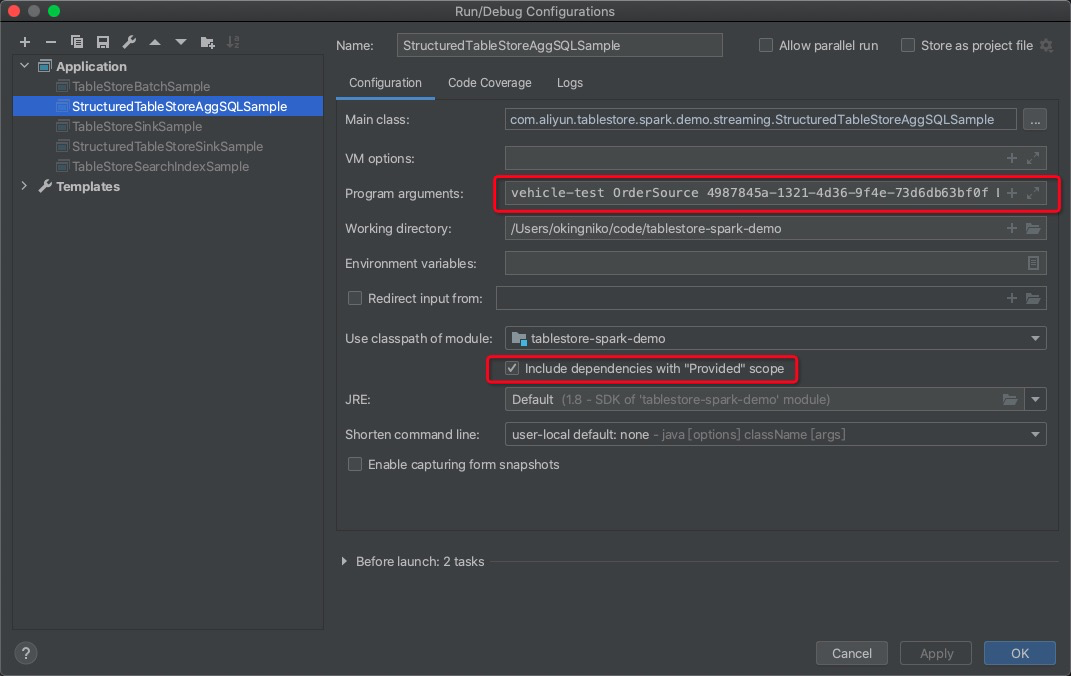 Run/Debug Configurations
Application
TableStoreBatchSample
StructuredTableStoreAggSQLSample
TableStoreSinkSample
StructuredTableStoreSinkSample
TableStoreSearchIndexSample
Templates
Name: StructuredTableStoreAggSQLSample Allow parallel run Store as project file
Configuration Code Coverage Logs
Main class: com.aliyun.tablestore.spark.demo.streaming.StructuredTableStoreAggSQLSample ...
VM options:
Program arguments: vehicle-test OrderSource 4987845a-1321-4d36-9f4e-73d6db63bf0f
Working directory: /Users/okingniko/code/tablestore-spark-demo
Environment variables:
Redirect input from:
Use classpath of module: tablestore-spark-demo
Include dependencies with "Provided" scope
JRE: Default (1.8 - SDK of 'tablestore-spark-demo' module)
Shorten command line: user-local default: none - java [options] className [args]
Enable capturing form snapshots
Before launch: 2 tasks
? Cancel Apply OK